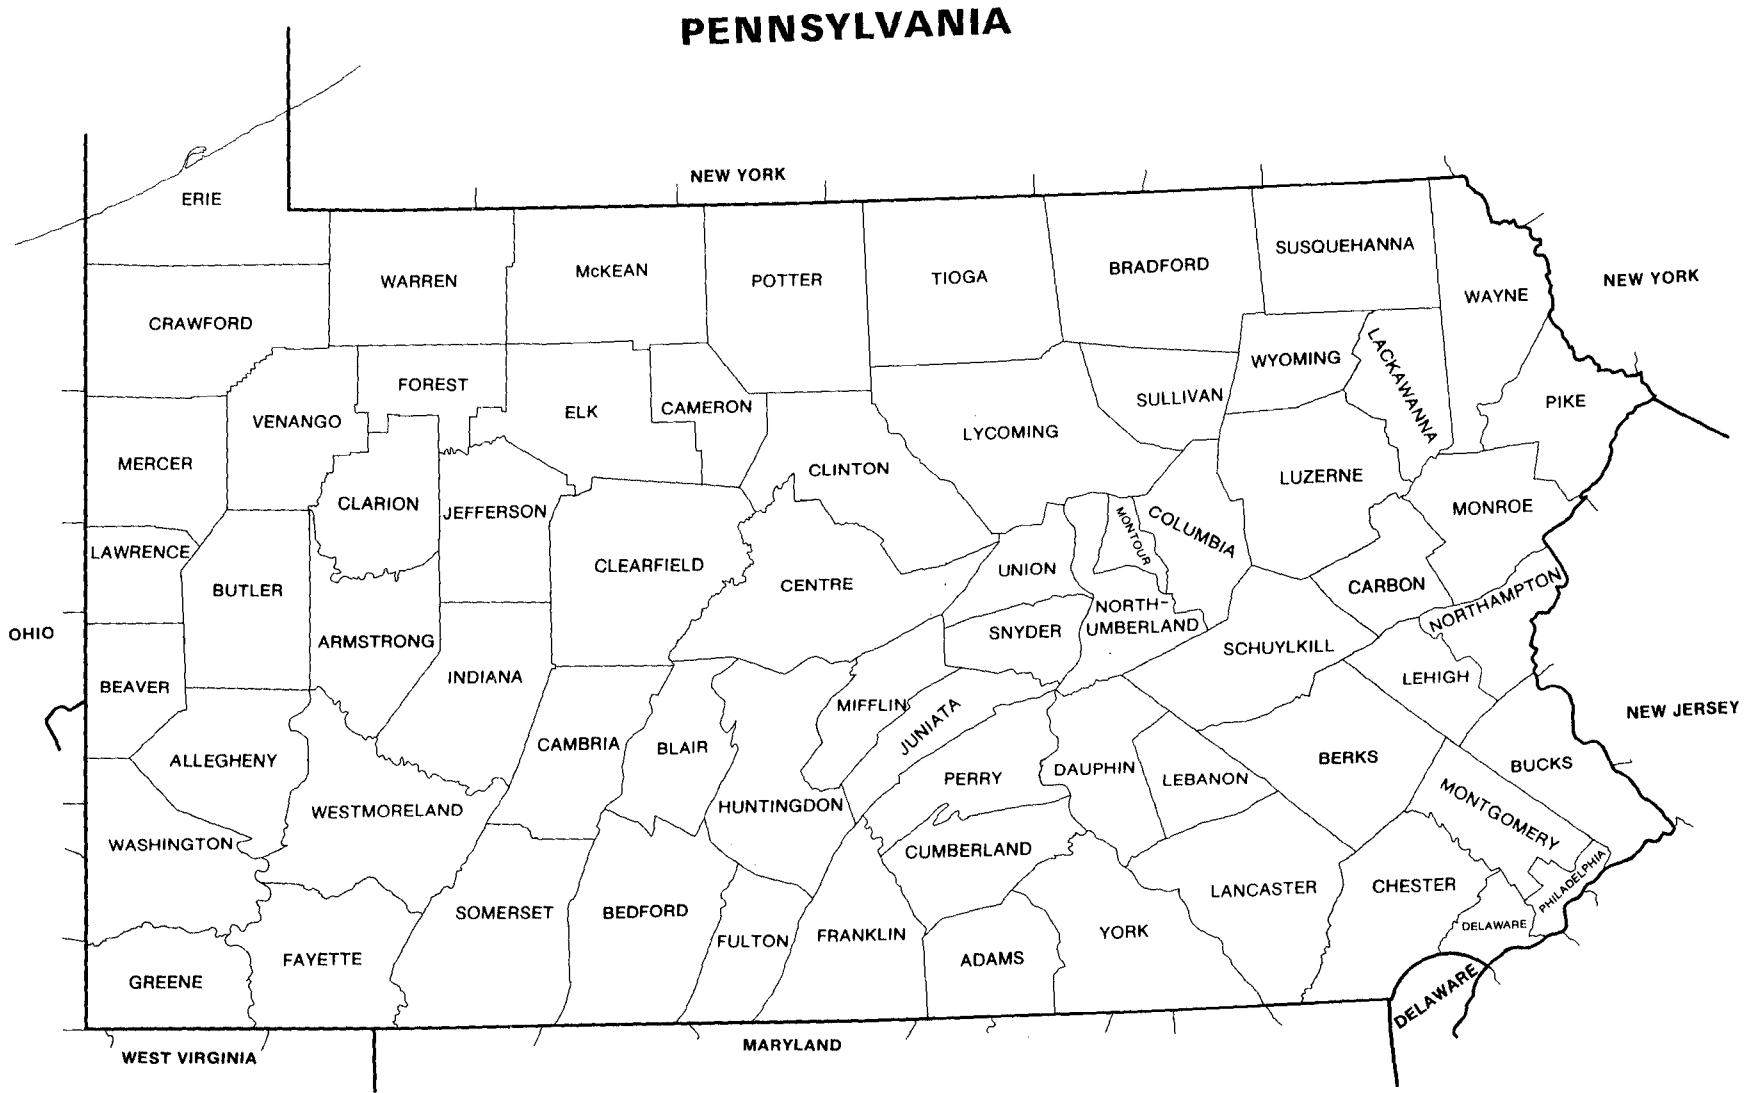 PENNSYLVANIA
NEW YORK
ERIE
SUSQUEHANNA
WARREN
McKEAN
POTTER
TIOGA
BRADFORD
NEW YORK
WAYNE
CRAWFORD
WYOMING
LACKAWANNA
FOREST
ELK
CAMERON
SULLIVAN
PIKE
VENANGO
LYCOMING
MERCER
CLINTON
LUZERNE
CLARION
JEFFERSON
MONROE
MONTOUR
COLUMBIA
LAWRENCE
CLEARFIELD
CENTRE
UNION
CARBON
BUTLER
NORTHAMPTON
NORTH-
UMBERLAND
OHIO
ARMSTRONG
SNYDER
SCHUYLKILL
INDIANA
LEHIGH
BEAVER
MIFFLIN
JUNIATA
NEW JERSEY
ALLEGHENY
CAMBRIA
BLAIR
PERRY
DAUPHIN
LEBANON
BERKS
BUCKS
WESTMORELAND
HUNTINGDON
MONTGOMERY
WASHINGTON
CUMBERLAND
PHILADELPHIA
SOMERSET
BEDFORD
LANCASTER
CHESTER
FULTON
FRANKLIN
YORK
DELAWARE
FAYETTE
ADAMS
GREENE
DELAWARE
WEST VIRGINIA
MARYLAND